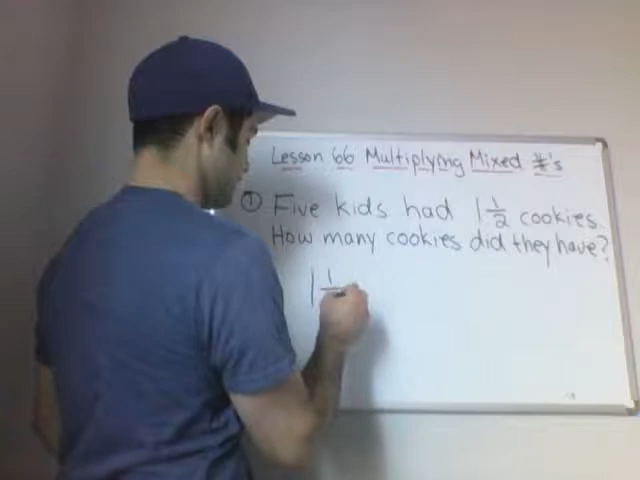 Lesson 66 Multiplying Mixed #'s
① Five kids had 1 1/2 cookies.
How many cookies did they have?
1 1